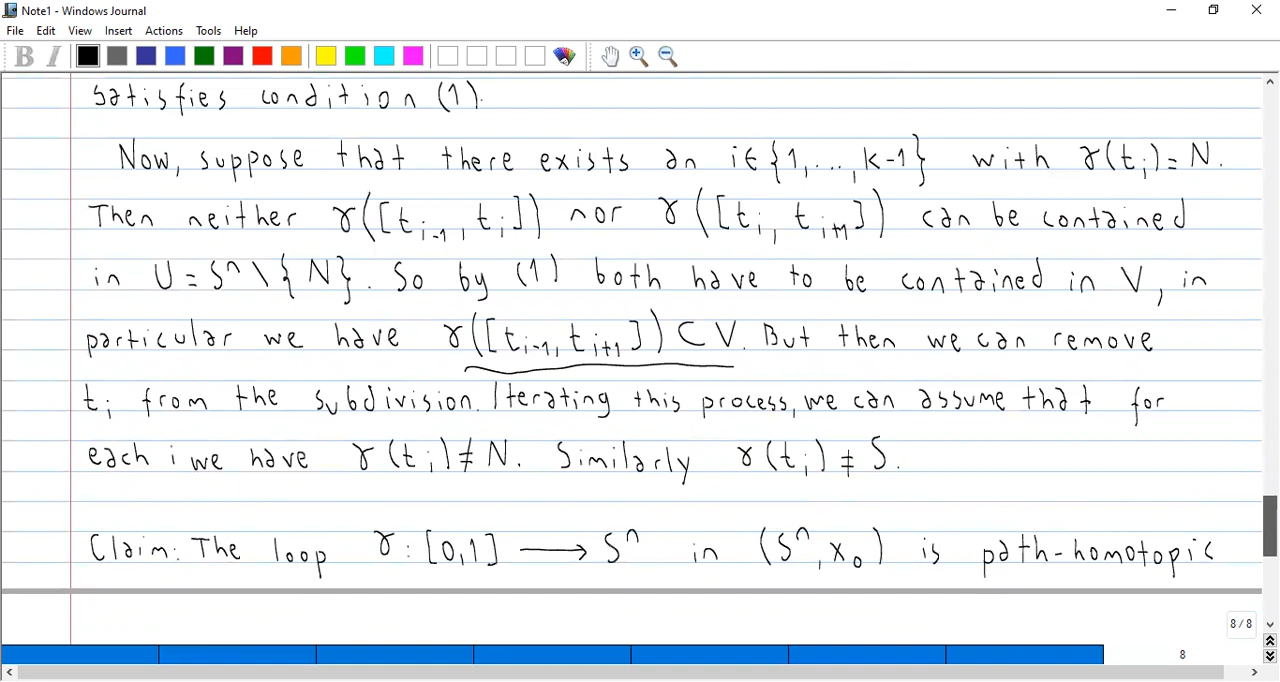 Note1 - Windows Journal
File Edit View Insert Actions Tools Help
B I
satisfies condition (1).
Now, suppose that there exists an i∈{1,...,k-1} with γ(t_i)=N.
Then neither γ([t_{i-1}, t_i]) nor γ([t_i, t_{i+1}]) can be contained
in U = S^n \ {N}. So by (1) both have to be contained in V, in
particular we have γ([t_{i-1}, t_{i+1}]) ⊂ V. But then we can remove
t_i from the subdivision. Iterating this process, we can assume that for
each i we have γ(t_i) ≠ N. Similarly γ(t_i) ≠ S.
Claim: The loop γ: [0,1] ⟶ S^n in (S^n, x_0) is path-homotopic
8/8
8